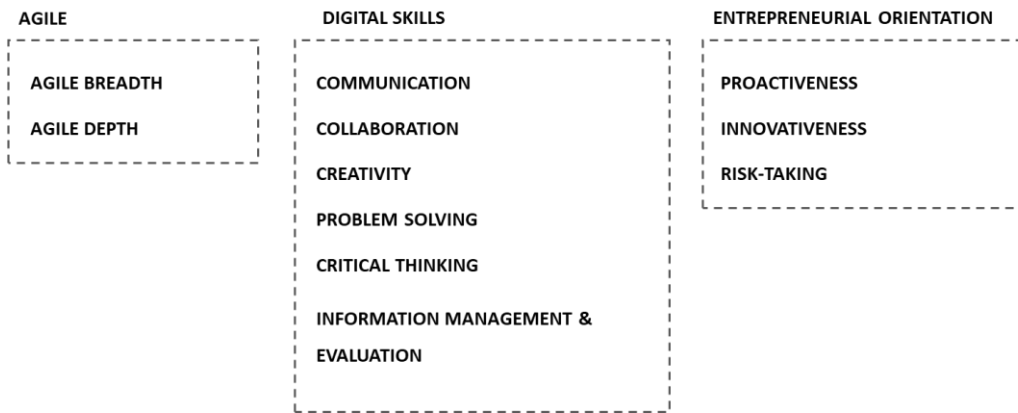 AGILE
AGILE BREADTH
AGILE DEPTH
DIGITAL SKILLS
COMMUNICATION
COLLABORATION
CREATIVITY
PROBLEM SOLVING
CRITICAL THINKING
INFORMATION MANAGEMENT &
EVALUATION
ENTREPRENEURIAL ORIENTATION
PROACTIVENESS
INNOVATIVENESS
RISK-TAKING